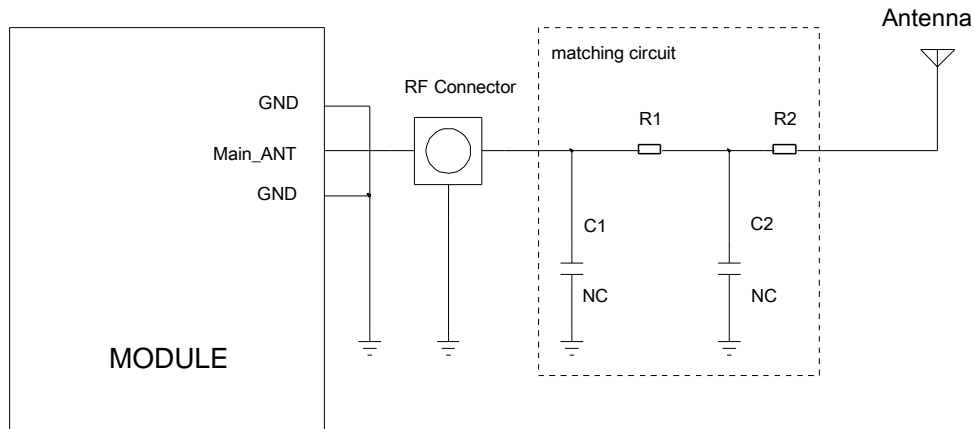 Antenna
matching circuit
RF Connector
GND
R1
R2
Main_ANT
GND
C1
C2
NC
NC
MODULE